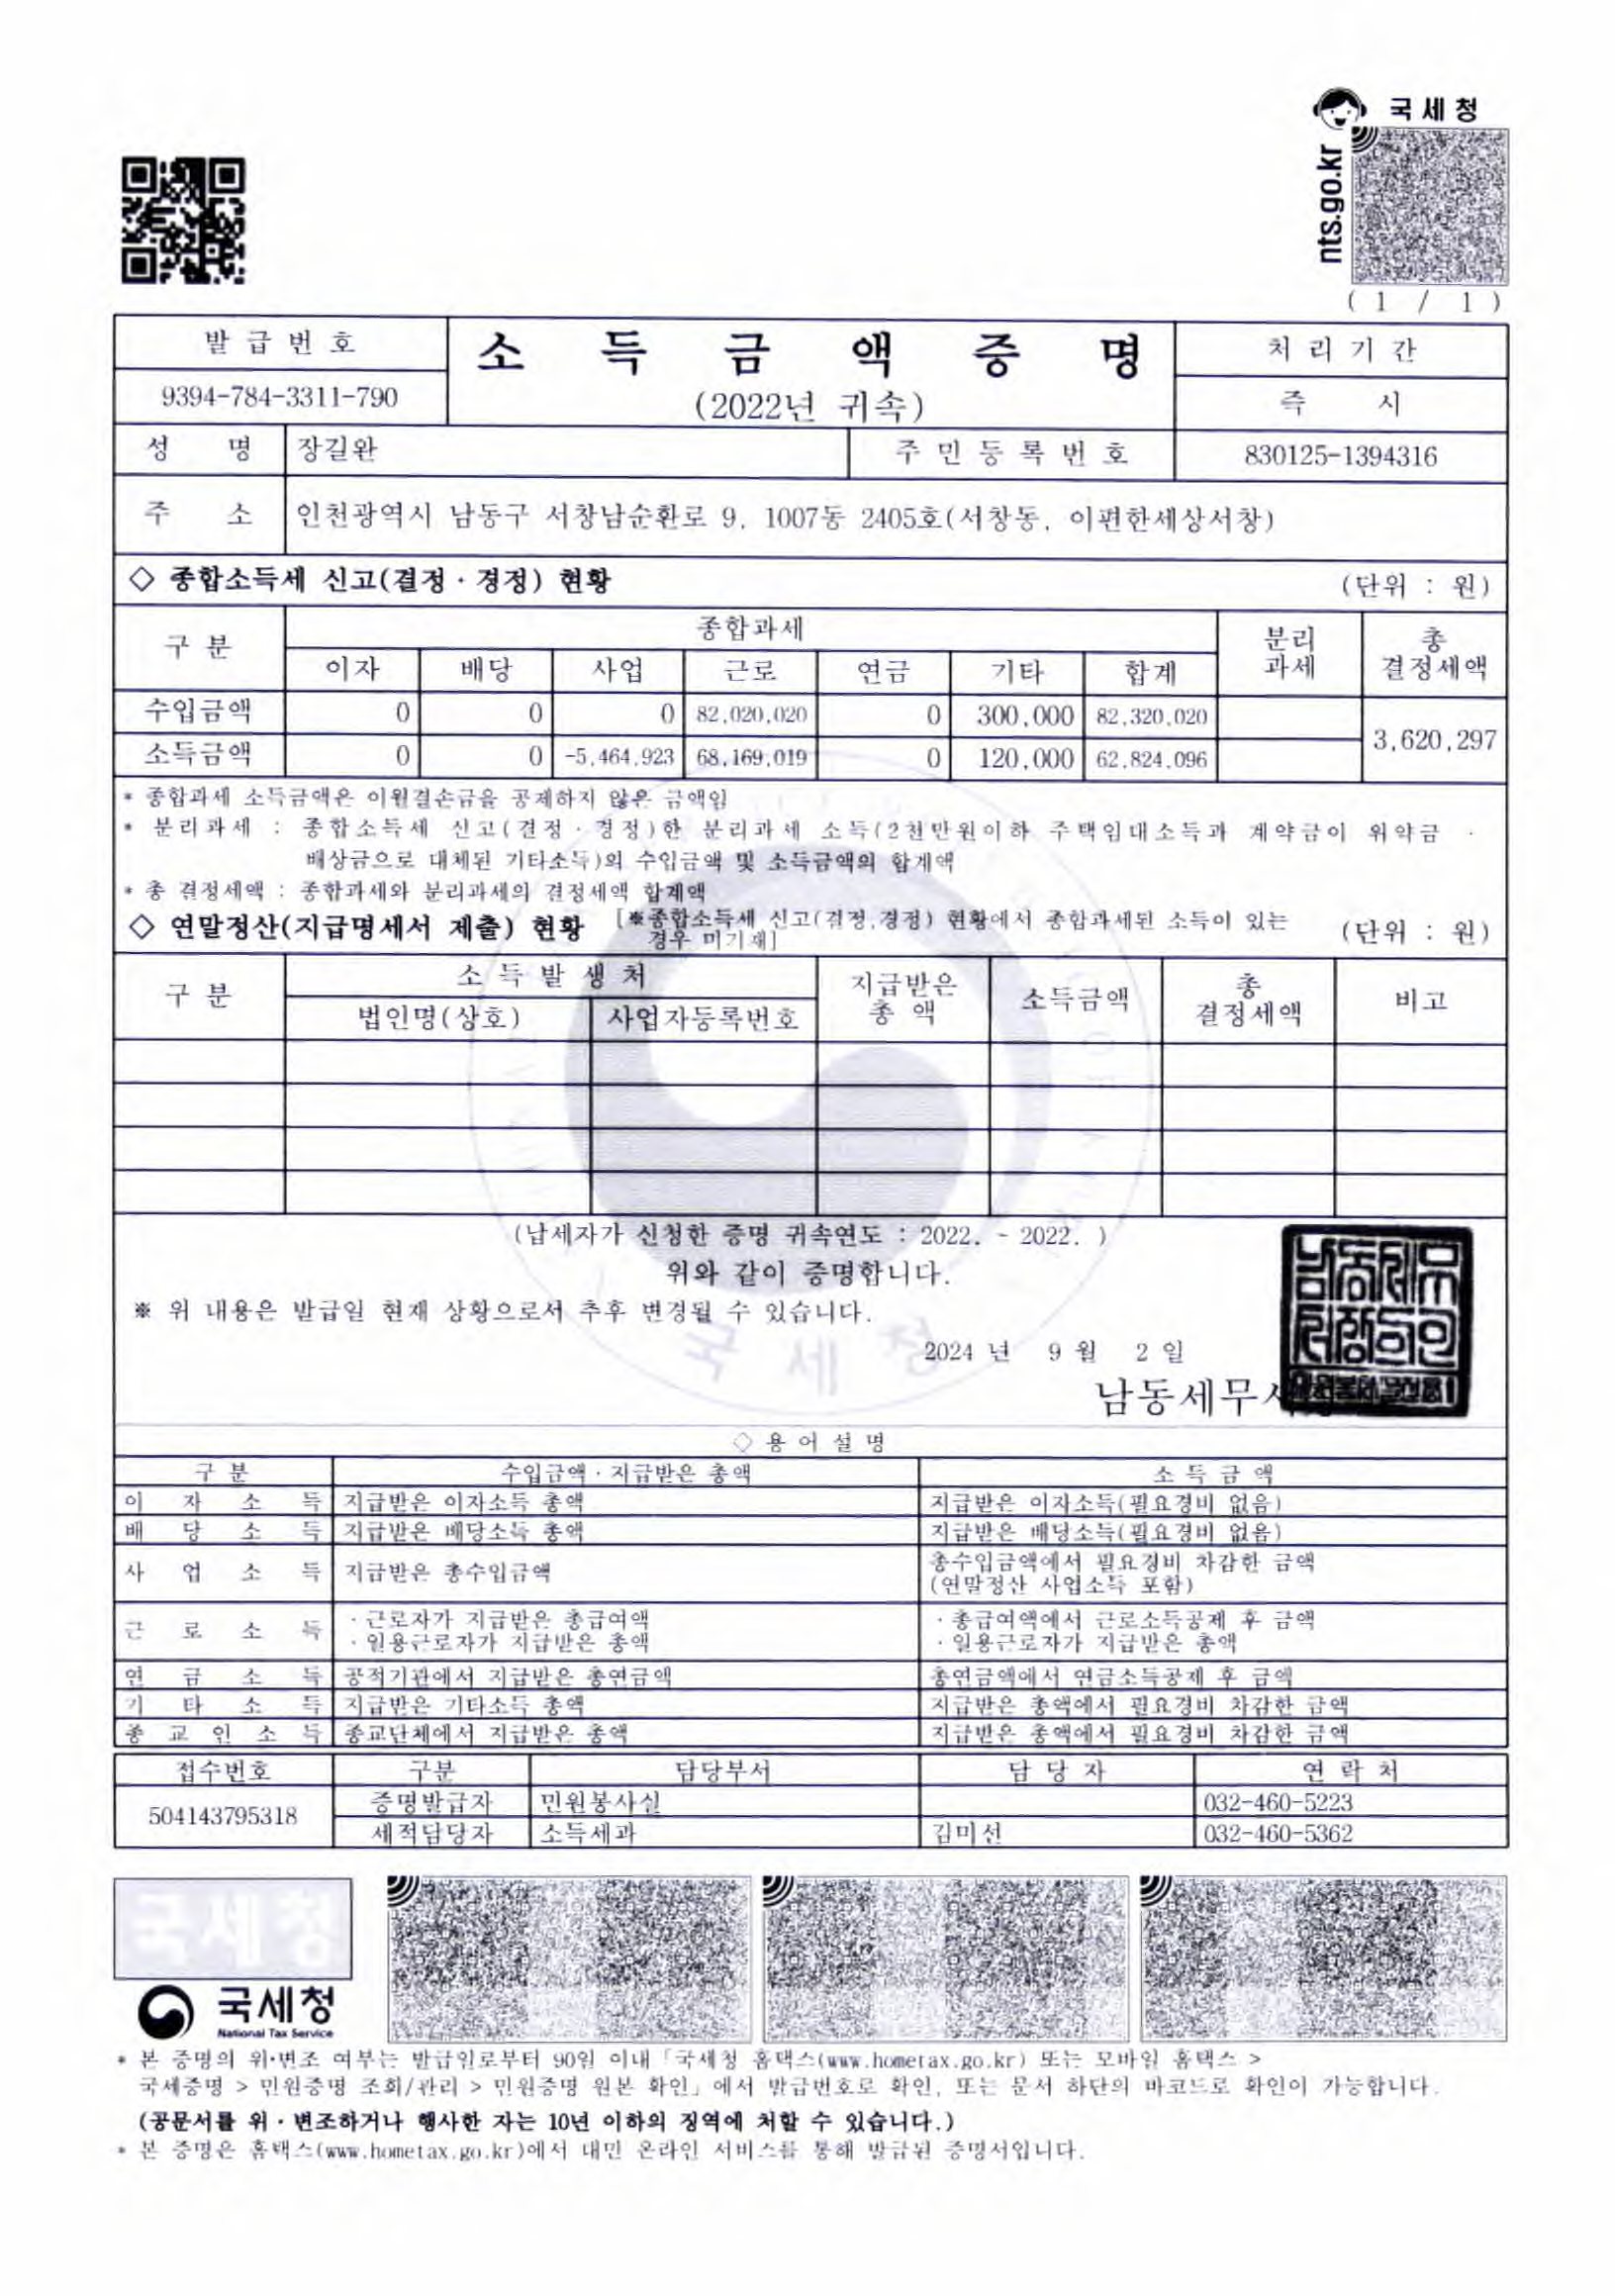 국세청
nts.go.kr
( 1 / 1 )
발 급 번 호
소 득 금 액 증 명
처 리 기 간
9394-784-3311-790
(2022년 귀속)
즉 시
성 명 장길완 주 민 등 록 번 호 830125-1394316
주 소 인천광역시 남동구 서창남순환로 9, 1007동 2405호(서창동, 이편한세상서창)
◇ 종합소득세 신고(결정·경정) 현황 (단위 : 원)
구 분 종합과세 분리과세 총결정세액
이자 배당 사업 근로 연금 기타 합계
수입금액 0 0 0 82,020,020 0 300,000 82,320,020
3,620,297
소득금액 0 0 -5,464,923 68,169,019 0 120,000 62,824,096
* 종합과세 소득금액은 이월결손금을 공제하지 않은 금액임
* 분리과세 : 종합소득세 신고(결정·경정)한 분리과세 소득(2천만원이하 주택임대소득과 계약금이 위약금·
배상금으로 대체된 기타소득)의 수입금액 및 소득금액의 합계액
* 총 결정세액 : 종합과세와 분리과세의 결정세액 합계액
◇ 연말정산(지급명세서 제출) 현황 [※종합소득세 신고(결정,경정) 현황에서 종합과세된 소득이 있는 (단위 : 원)
경우 미기재]
구 분 소 득 발 생 처 지급받은 총 액 소득금액 총 결정세액 비고
법인명(상호) 사업자등록번호
(납세자가 신청한 증명 귀속연도 : 2022. - 2022. )
위와 같이 증명합니다.
※ 위 내용은 발급일 현재 상황으로서 추후 변경될 수 있습니다.
국세청
2024 년 9 월 2 일
남동세무서
◇ 용 어 설 명
구 분 수입금액·지급받은 총액 소 득 금 액
이 자 소 득 지급받은 이자소득 총액 지급받은 이자소득(필요경비 없음)
배 당 소 득 지급받은 배당소득 총액 지급받은 배당소득(필요경비 없음)
사 업 소 득 지급받은 총수입금액 총수입금액에서 필요경비 차감한 금액
(연말정산 사업소득 포함)
근 로 소 득 · 근로자가 지급받은 총급여액 · 총급여액에서 근로소득공제 후 금액
· 일용근로자가 지급받은 총액 · 일용근로자가 지급받은 총액
연 금 소 득 공적기관에서 지급받은 총연금액 총연금액에서 연금소득공제 후 금액
기 타 소 득 지급받은 기타소득 총액 지급받은 총액에서 필요경비 차감한 금액
종 교 인 소 득 종교단체에서 지급받은 총액 지급받은 총액에서 필요경비 차감한 금액
접수번호 구분 담당부서 담 당 자 연 락 처
504143795318 증명발급자 민원봉사실 032-460-5223
세적담당자 소득세과 김미선 032-460-5362
국세청
국세청
National Tax Service
* 본 증명의 위·변조 여부는 발급일로부터 90일 이내 「국세청 홈택스(www.hometax.go.kr) 또는 모바일 홈택스 >
국세증명 > 민원증명 조회/관리 > 민원증명 원본 확인」에서 발급번호로 확인, 또는 문서 하단의 바코드로 확인이 가능합니다.
(공문서를 위·변조하거나 행사한 자는 10년 이하의 징역에 처할 수 있습니다.)
* 본 증명은 홈택스(www.hometax.go.kr)에서 대민 온라인 서비스를 통해 발급된 증명서입니다.